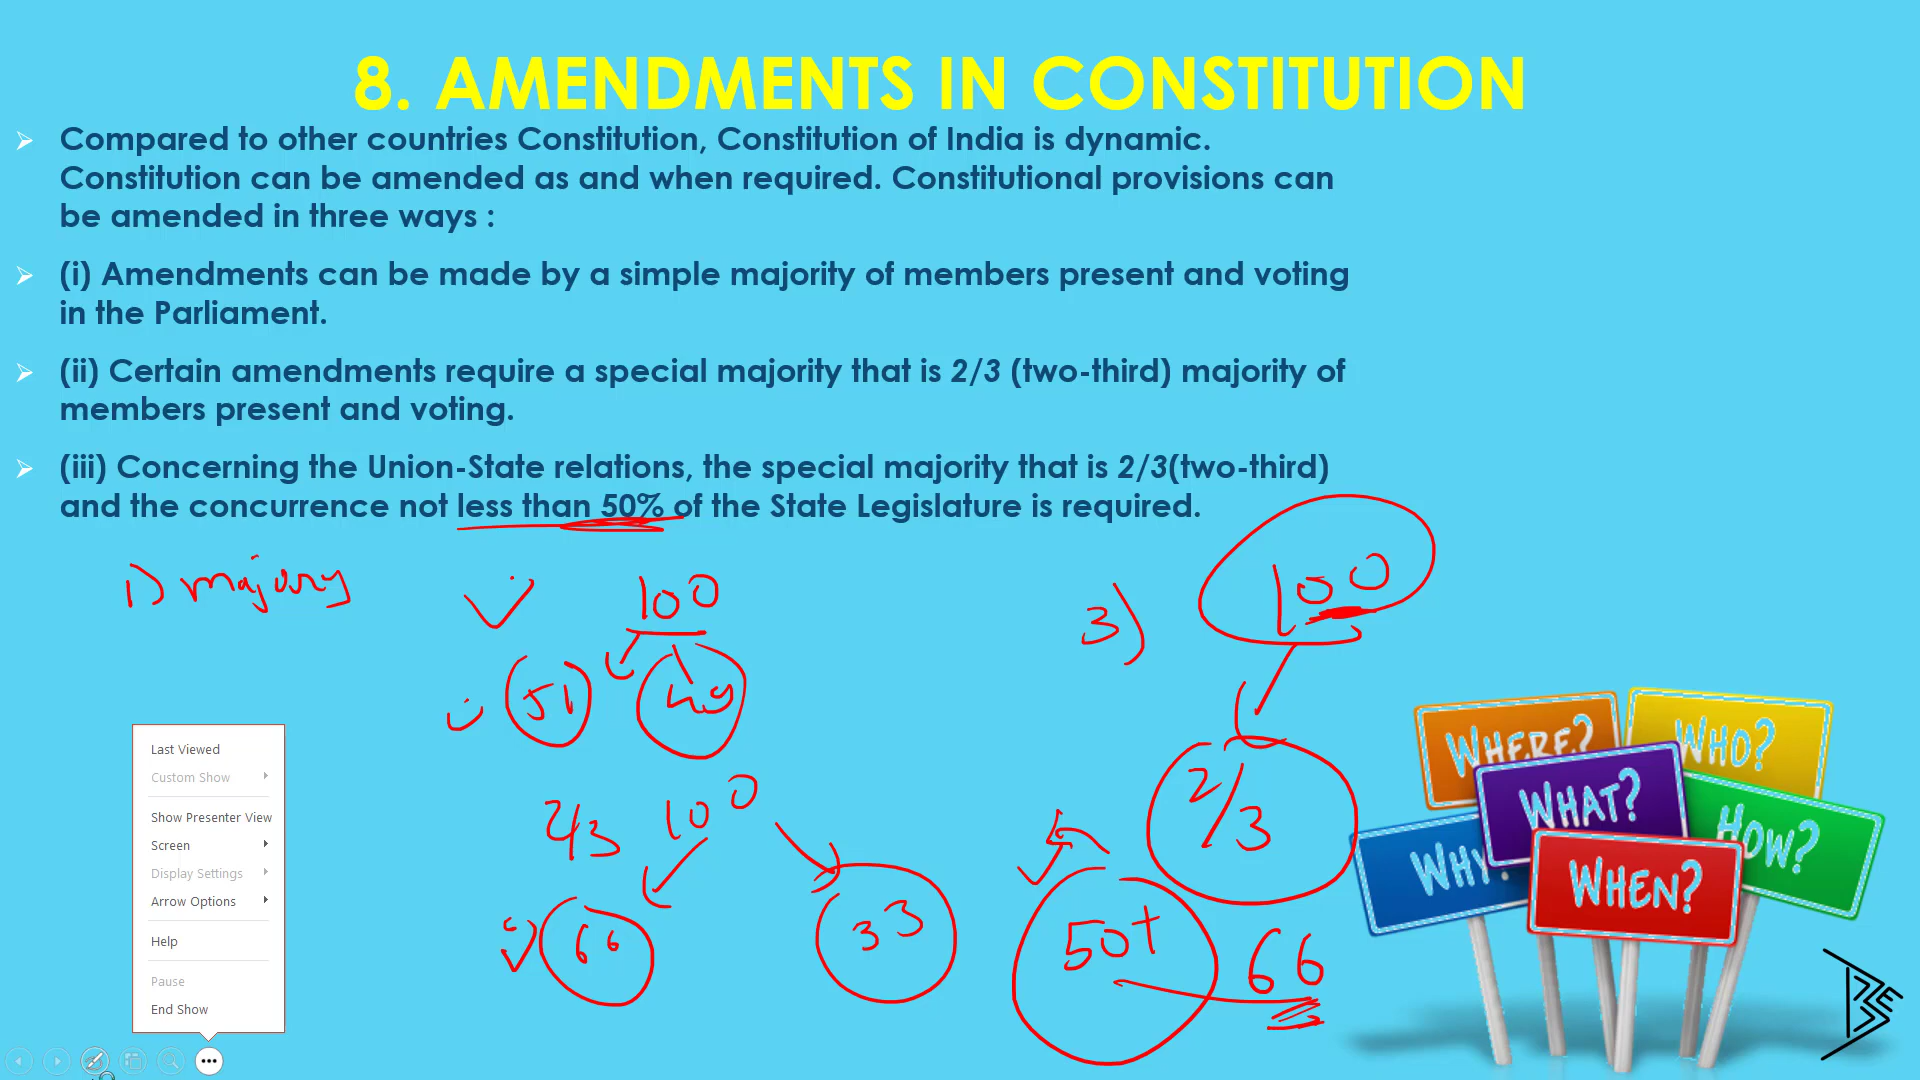 8. AMENDMENTS IN CONSTITUTION
Compared to other countries Constitution, Constitution of India is dynamic.
Constitution can be amended as and when required. Constitutional provisions can
be amended in three ways :
(i) Amendments can be made by a simple majority of members present and voting
in the Parliament.
(ii) Certain amendments require a special majority that is 2/3 (two-third) majority of
members present and voting.
(iii) Concerning the Union-State relations, the special majority that is 2/3(two-third)
and the concurrence not less than 50% of the State Legislature is required.
1) majority
100
51 49
2/3 100
66 33
3) 100
2/3
50+ 66
Last Viewed
Custom Show
Show Presenter View
Screen
Display Settings
Arrow Options
Help
Pause
End Show
WHERE?
WHO?
WHAT?
HOW?
WHY
WHEN?